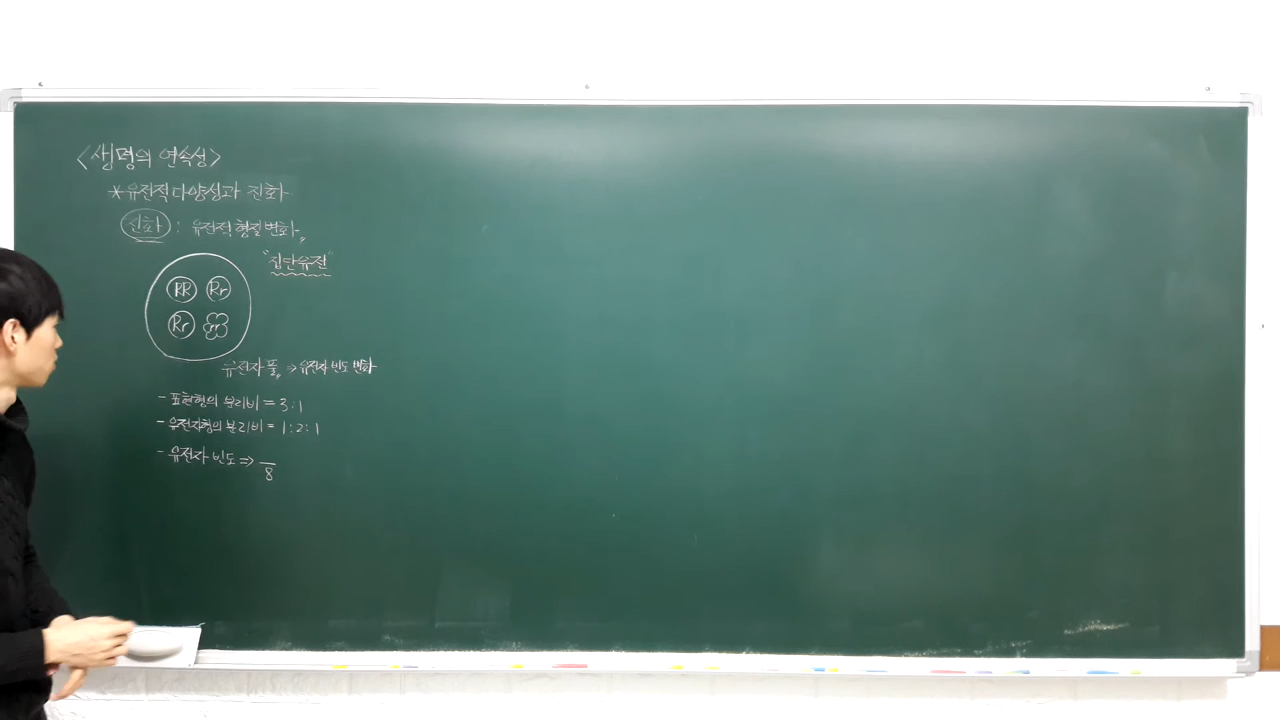 <생명의 연속성>
*유전적 다양성과 진화
진화 : 유전적 형질 변화〃
"집단유전"
RR Rr
Rr rr
유전자 풀〃 → 유전자 빈도 변화
- 표현형의 분리비 = 3:1
- 유전자형의 분리비 = 1:2:1
- 유전자 빈도 ⇒ /8